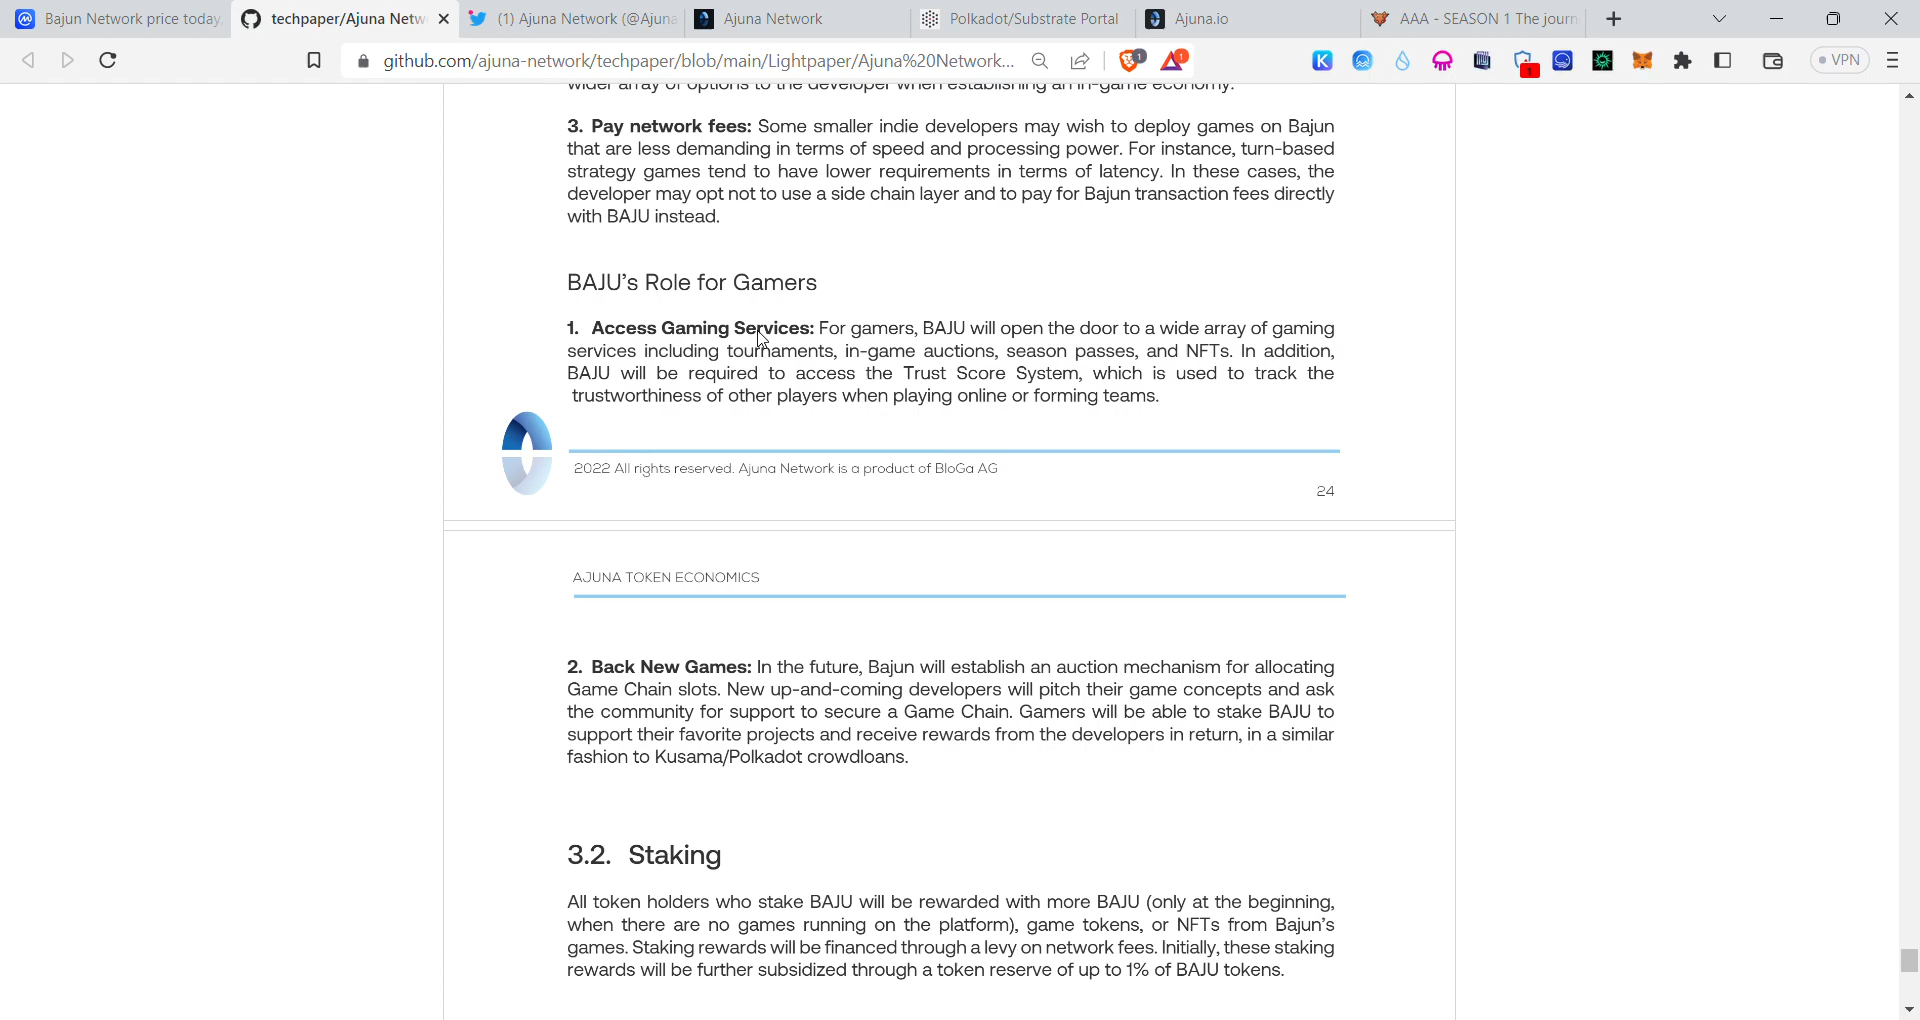 Bajun Network price today,
techpaper/Ajuna Netw
(1) Ajuna Network (@Ajuna
Ajuna Network
Polkadot/Substrate Portal
Ajuna.io
AAA - SEASON 1 The journ
github.com/ajuna-network/techpaper/blob/main/Lightpaper/Ajuna%20Network...
1
1
1
VPN
wider array of options to the developer when establishing an in-game economy.
3. Pay network fees: Some smaller indie developers may wish to deploy games on Bajun
that are less demanding in terms of speed and processing power. For instance, turn-based
strategy games tend to have lower requirements in terms of latency. In these cases, the
developer may opt not to use a side chain layer and to pay for Bajun transaction fees directly
with BAJU instead.
BAJU's Role for Gamers
1. Access Gaming Services: For gamers, BAJU will open the door to a wide array of gaming
services including tournaments, in-game auctions, season passes, and NFTs. In addition,
BAJU will be required to access the Trust Score System, which is used to track the
trustworthiness of other players when playing online or forming teams.
2022 All rights reserved. Ajuna Network is a product of BloGa AG
24
AJUNA TOKEN ECONOMICS
2. Back New Games: In the future, Bajun will establish an auction mechanism for allocating
Game Chain slots. New up-and-coming developers will pitch their game concepts and ask
the community for support to secure a Game Chain. Gamers will be able to stake BAJU to
support their favorite projects and receive rewards from the developers in return, in a similar
fashion to Kusama/Polkadot crowdloans.
3.2. Staking
All token holders who stake BAJU will be rewarded with more BAJU (only at the beginning,
when there are no games running on the platform), game tokens, or NFTs from Bajun's
games. Staking rewards will be financed through a levy on network fees. Initially, these staking
rewards will be further subsidized through a token reserve of up to 1% of BAJU tokens.